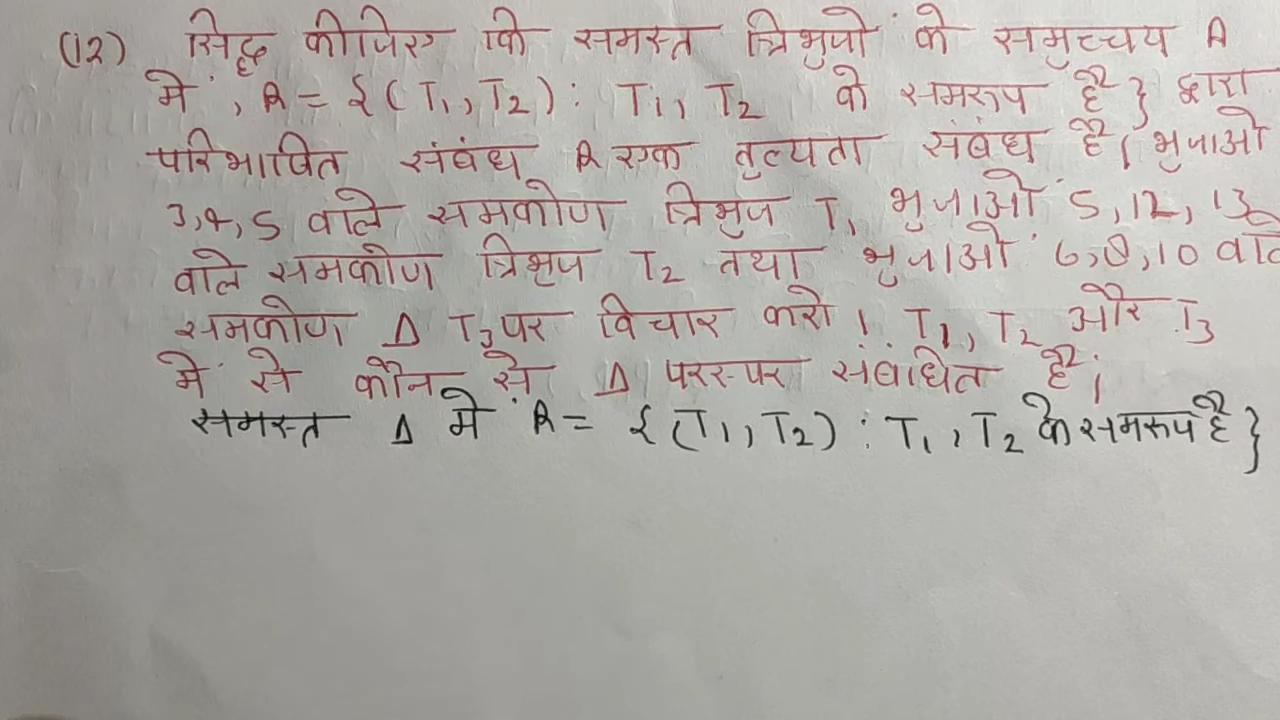 (12) सिद्ध कीजिए कि समस्त त्रिभुजों के समुच्चय A
में, R = {(T₁, T₂) : T₁, T₂ के समरूप है} द्वारा
परिभाषित संबंध R एक तुल्यता संबंध है। भुजाओं
3,4,5 वाले समकोण त्रिभुज T₁ भुजाओं 5,12,13
वाले समकोण त्रिभुज T₂ तथा भुजाओं 6,8,10 वाले
समकोण Δ T₃ पर विचार करो। T₁, T₂ और T₃
में से कौन से Δ परस्पर संबंधित हैं।
समस्त Δ में R = {(T₁, T₂) : T₁, T₂ के समरूप है}